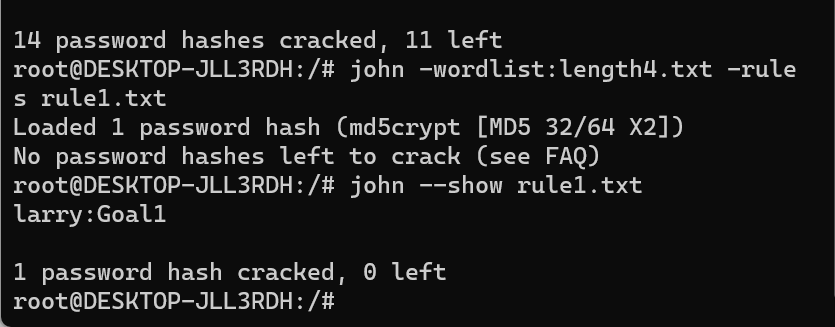 14 password hashes cracked, 11 left
root@DESKTOP-JLL3RDH:/# john -wordlist:length4.txt -rule
s rule1.txt
Loaded 1 password hash (md5crypt [MD5 32/64 X2])
No password hashes left to crack (see FAQ)
root@DESKTOP-JLL3RDH:/# john --show rule1.txt
larry:Goal1
1 password hash cracked, 0 left
root@DESKTOP-JLL3RDH:/#